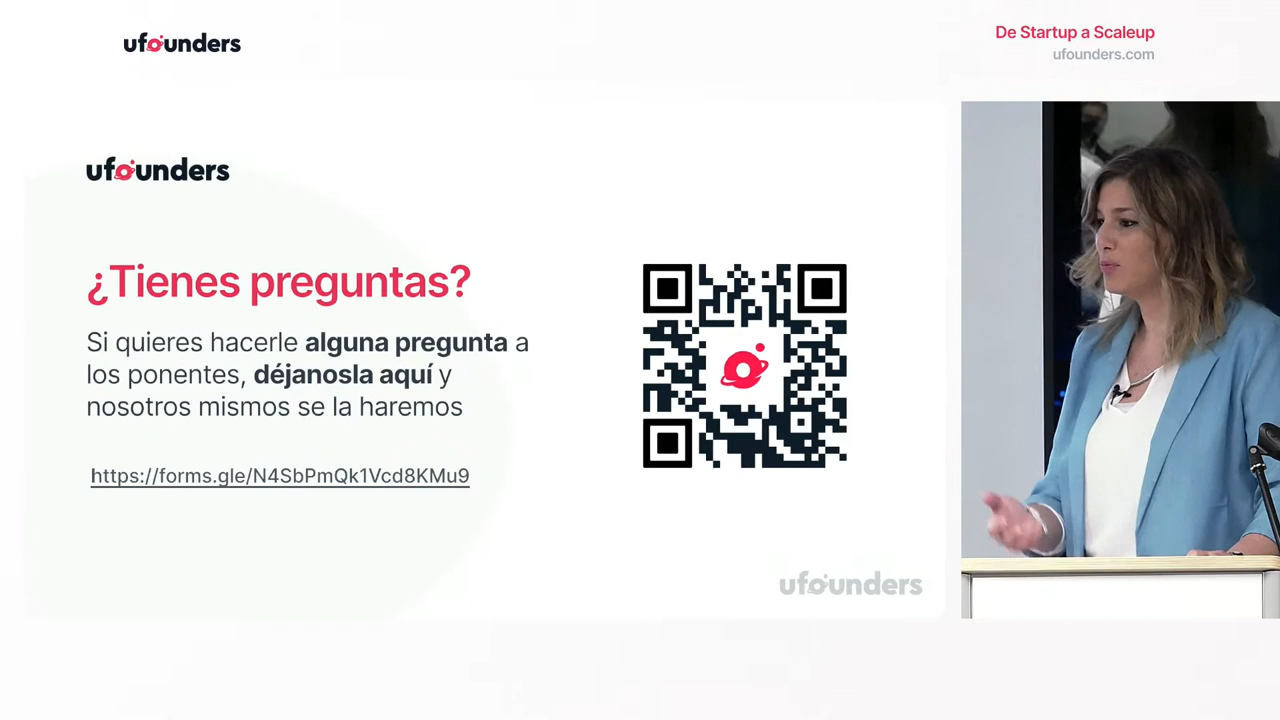 ufounders
De Startup a Scaleup
ufounders.com
ufounders
¿Tienes preguntas?
Si quieres hacerle alguna pregunta a
los ponentes, déjanosla aquí y
nosotros mismos se la haremos
https://forms.gle/N4SbPmQk1Vcd8KMu9
ufounders